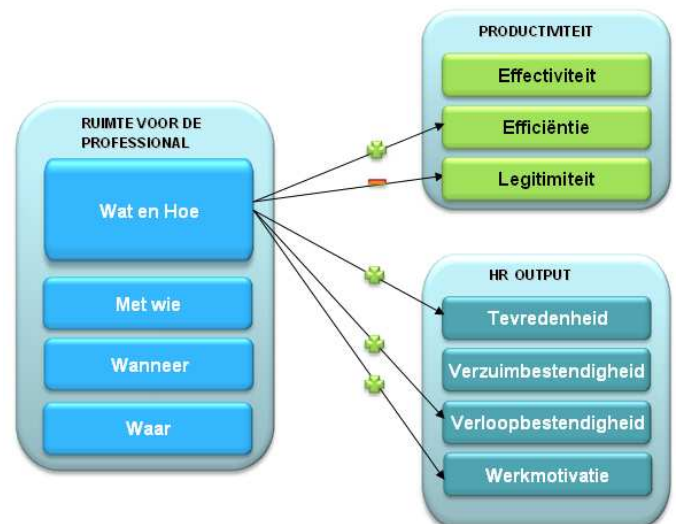 RUIMTE VOOR DE
PROFESSIONAL
Wat en Hoe
Met wie
Wanneer
Waar
PRODUCTIVITEIT
Effectiviteit
Efficiëntie
Legitimiteit
HR OUTPUT
Tevredenheid
Verzuimbestendigheid
Verloopbestendigheid
Werkmotivatie